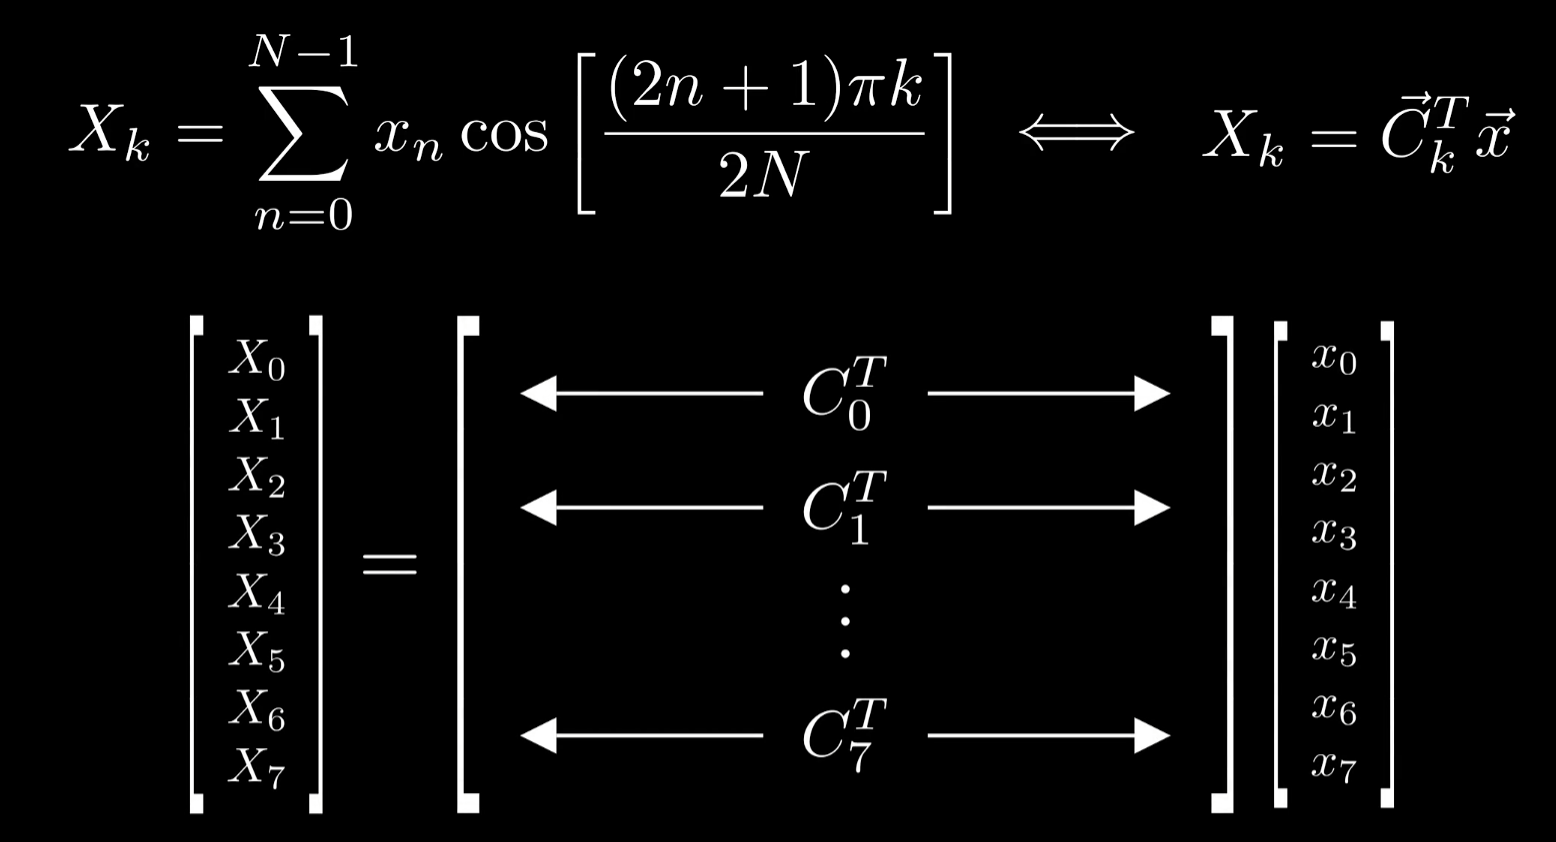 $X_k = \sum_{n=0}^{N-1} x_n \cos\left[\frac{(2n+1)\pi k}{2N}\right] \iff X_k = \vec{C}_k^T \vec{x}$
$\begin{bmatrix} X_0 \\ X_1 \\ X_2 \\ X_3 \\ X_4 \\ X_5 \\ X_6 \\ X_7 \end{bmatrix} = \begin{bmatrix} \longleftarrow C_0^T \longrightarrow \\ \longleftarrow C_1^T \longrightarrow \\ \vdots \\ \longleftarrow C_7^T \longrightarrow \end{bmatrix} \begin{bmatrix} x_0 \\ x_1 \\ x_2 \\ x_3 \\ x_4 \\ x_5 \\ x_6 \\ x_7 \end{bmatrix}$